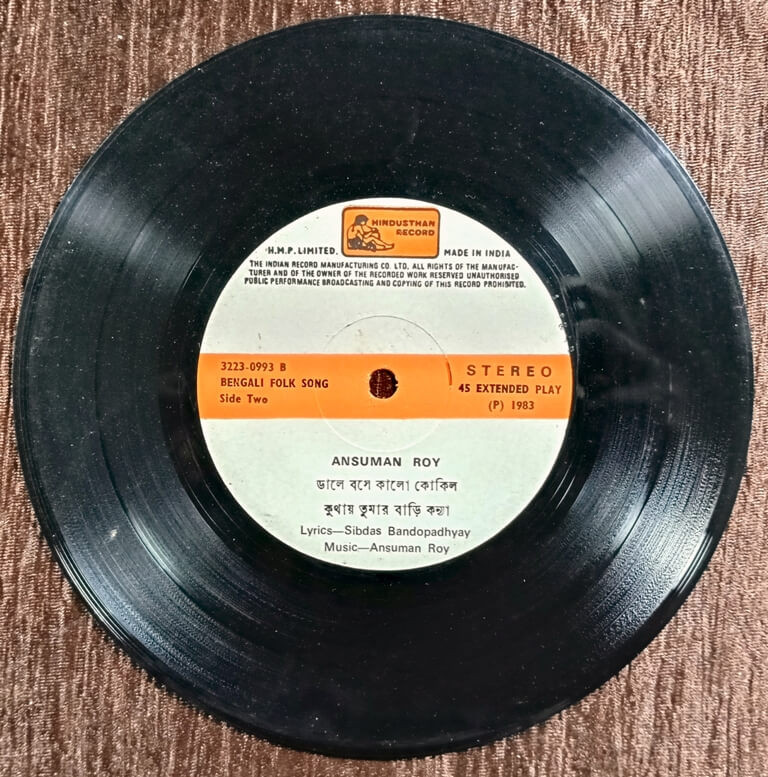 HINDUSTHAN
RECORD
H.M.P. LIMITED. MADE IN INDIA
THE INDIAN RECORD MANUFACTURING CO. LTD, ALL RIGHTS OF THE MANUFAC-
TURER AND OF THE OWNER OF THE RECORDED WORK RESERVED UNAUTHORISED
PUBLIC PERFORMANCE BROADCASTING AND COPYING OF THIS RECORD PROHIBITED.
3223-0993 B
BENGALI FOLK SONG
Side Two
STEREO
45 EXTENDED PLAY
(P) 1983
ANSUMAN ROY
ডালে বসে কালো কোকিল
কুথায় তুমার বাড়ি কন্যা
Lyrics—Sibdas Bandopadhyay
Music—Ansuman Roy